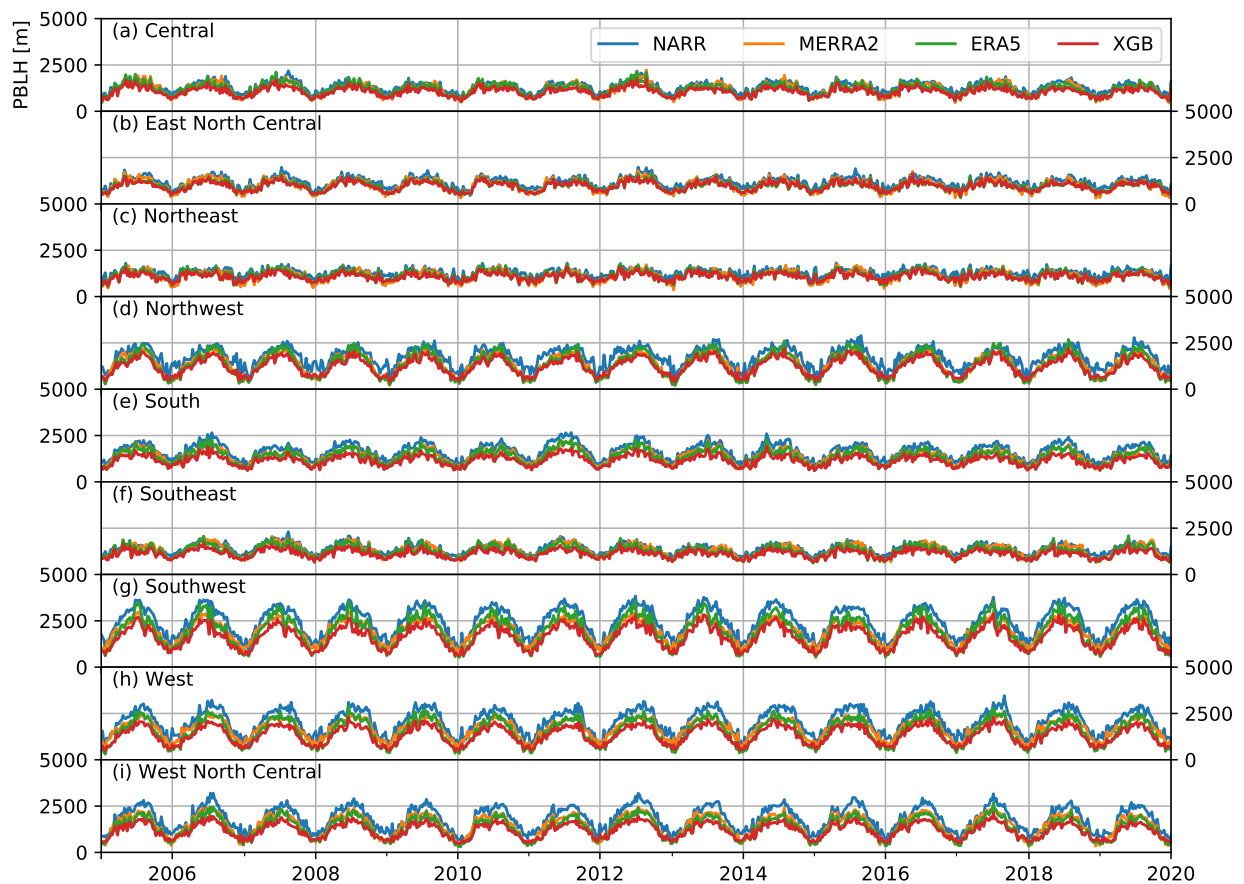 5000
(a) Central
NARR
MERRA2
ERA5
XGB
PBLH [m]
2500
0
5000
(b) East North Central
2500
5000
0
(c) Northeast
2500
0
5000
(d) Northwest
2500
5000
0
(e) South
2500
0
5000
(f) Southeast
2500
5000
0
(g) Southwest
2500
0
5000
(h) West
2500
5000
0
(i) West North Central
2500
0
2006
2008
2010
2012
2014
2016
2018
2020